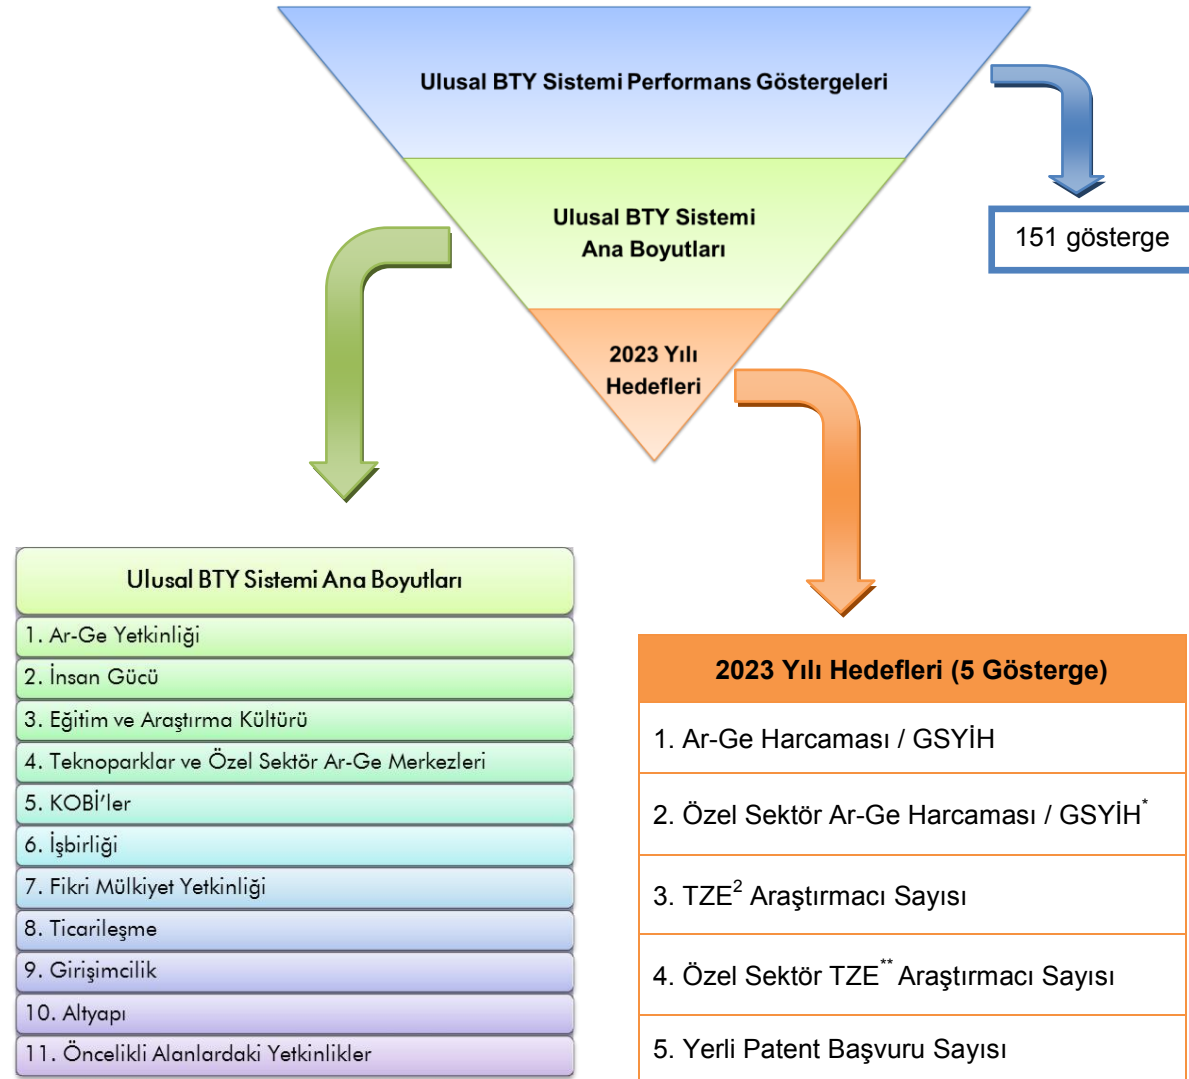 Ulusal BTY Sistemi Performans Göstergeleri
151 gösterge
Ulusal BTY Sistemi
Ana Boyutları
2023 Yılı
Hedefleri
Ulusal BTY Sistemi Ana Boyutları
1. Ar-Ge Yetkinliği
2. İnsan Gücü
3. Eğitim ve Araştırma Kültürü
4. Teknoparklar ve Özel Sektör Ar-Ge Merkezleri
5. KOBİ'ler
6. İşbirliği
7. Fikri Mülkiyet Yetkinliği
8. Ticarileşme
9. Girişimcilik
10. Altyapı
11. Öncelikli Alanlardaki Yetkinlikler
2023 Yılı Hedefleri (5 Gösterge)
1. Ar-Ge Harcaması / GSYİH
2. Özel Sektör Ar-Ge Harcaması / GSYİH*
3. TZE² Araştırmacı Sayısı
4. Özel Sektör TZE** Araştırmacı Sayısı
5. Yerli Patent Başvuru Sayısı